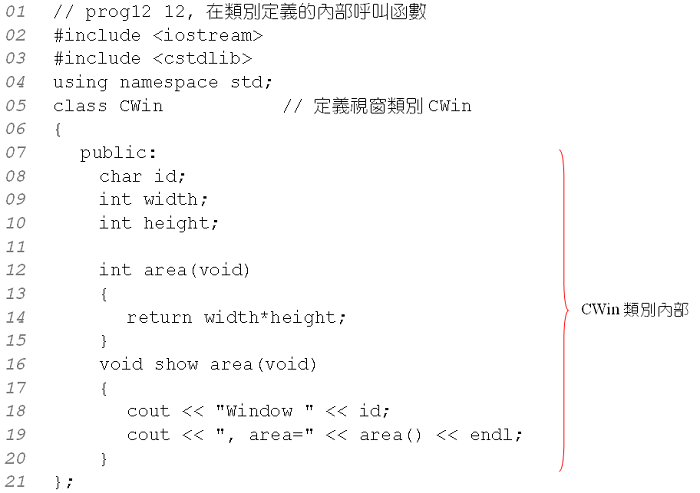 01 // prog12 12, 在類別定義的內部呼叫函數
02 #include <iostream>
03 #include <cstdlib>
04 using namespace std;
05 class CWin // 定義視窗類別 CWin
06 {
07 public:
08 char id;
09 int width;
10 int height;
11
12 int area(void)
13 {
14 return width*height;
15 }
16 void show area(void)
17 {
18 cout << "Window " << id;
19 cout << ", area=" << area() << endl;
20 }
21 };
CWin 類別內部